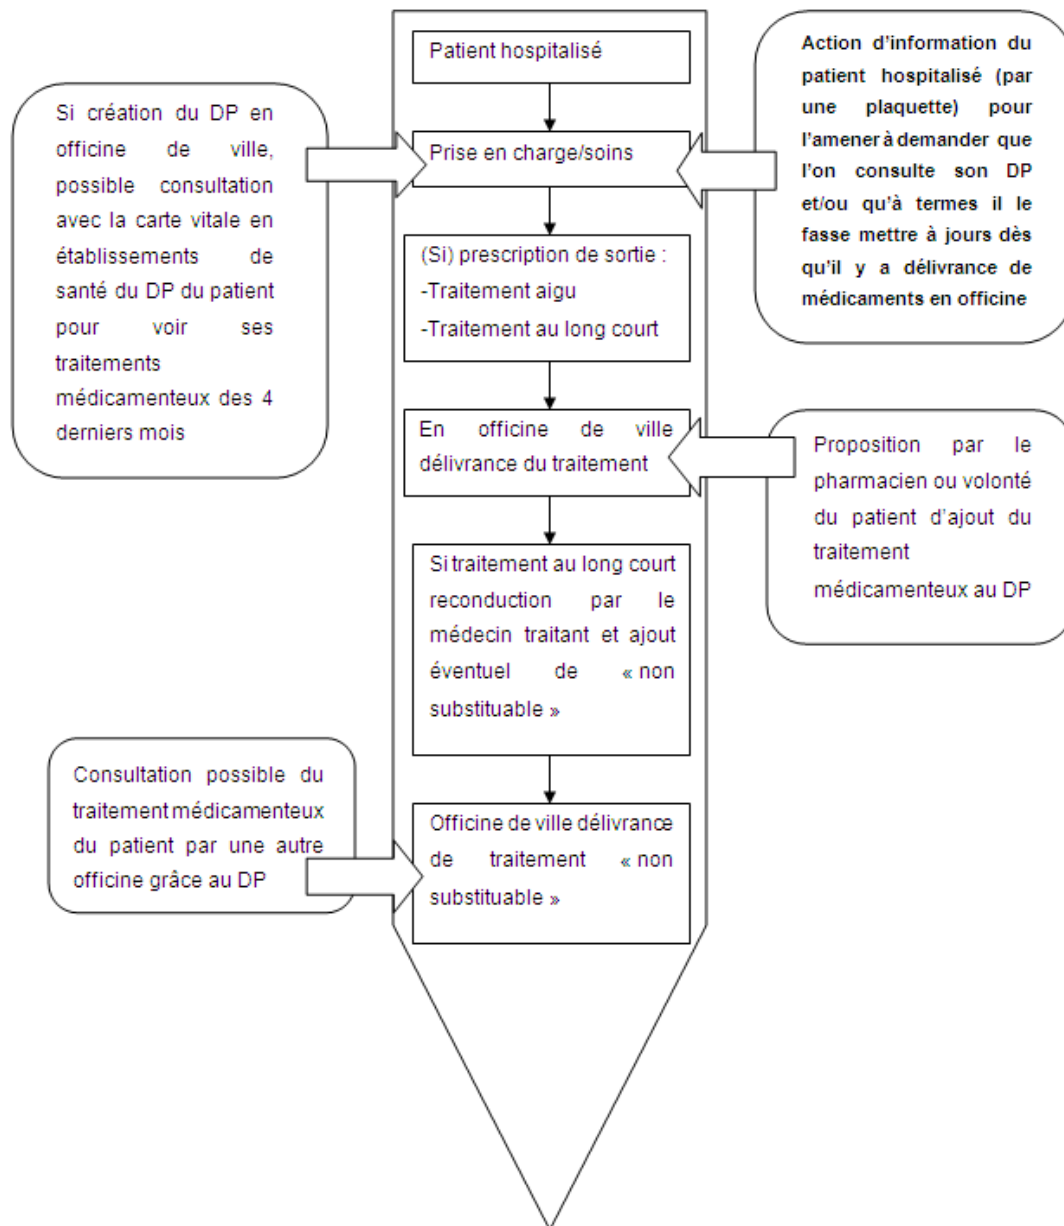 Patient hospitalisé
Action d’information du
patient hospitalisé (par
une plaquette) pour
l’amener à demander que
l’on consulte son DP
et/ou qu’à termes il le
fasse mettre à jours dès
qu’il y a délivrance de
médicaments en officine
Si création du DP en
officine de ville,
possible consultation
avec la carte vitale en
établissements de
santé du DP du patient
pour voir ses
traitements
médicamenteux des 4
derniers mois
Prise en charge/soins
(Si) prescription de sortie :
-Traitement aigu
-Traitement au long court
En officine de ville
délivrance du traitement
Proposition par le
pharmacien ou volonté
du patient d’ajout du
traitement
médicamenteux au DP
Si traitement au long court
reconduction par le
médecin traitant et ajout
éventuel de « non
substituable »
Consultation possible du
traitement médicamenteux
du patient par une autre
officine grâce au DP
Officine de ville délivrance
de traitement « non
substituable »